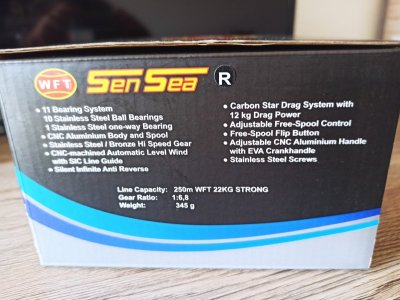 WFT SenSea R
• 11 Bearing System
10 Stainless Steel Ball Bearings
1 Stainless Steel one-way Bearing
• CNC Aluminium Body and Spool
• Stainless Steel / Bronze Hi Speed Gear
• CNC-machined Automatic Level Wind
with SIC Line Guide
• Silent Infinite Anti Reverse
• Carbon Star Drag System with
12 kg Drag Power
• Adjustable Free-Spool Control
• Free-Spool Flip Button
• Adjustable CNC Aluminium Handle
with EVA Crankhandle
• Stainless Steel Screws
Line Capacity: 250m WFT 22KG STRONG
Gear Ratio: 1:6,8
Weight: 345 g